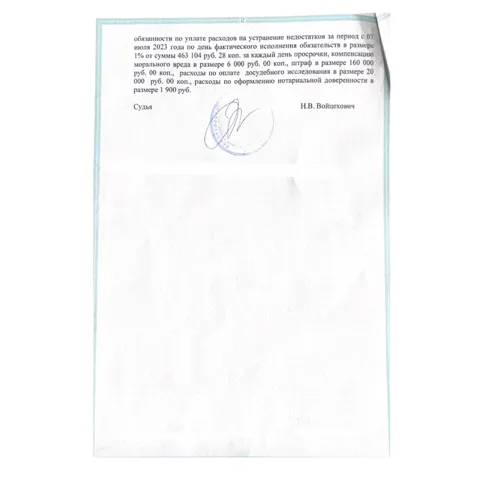 обязанности по уплате расходов на устранение недостатков за период с 07
июля 2023 года по день фактического исполнения обязательств в размере
1% от суммы 463 104 руб. 28 коп. за каждый день просрочки, компенсацию
морального вреда в размере 6 000 руб. 00 коп., штраф в размере 160 000
руб. 00 коп., расходы по оплате досудебного исследования в размере 20
000 руб. 00 коп., расходы по оформлению нотариальной доверенности в
размере 1 900 руб.
Судья Н.В. Войцехович